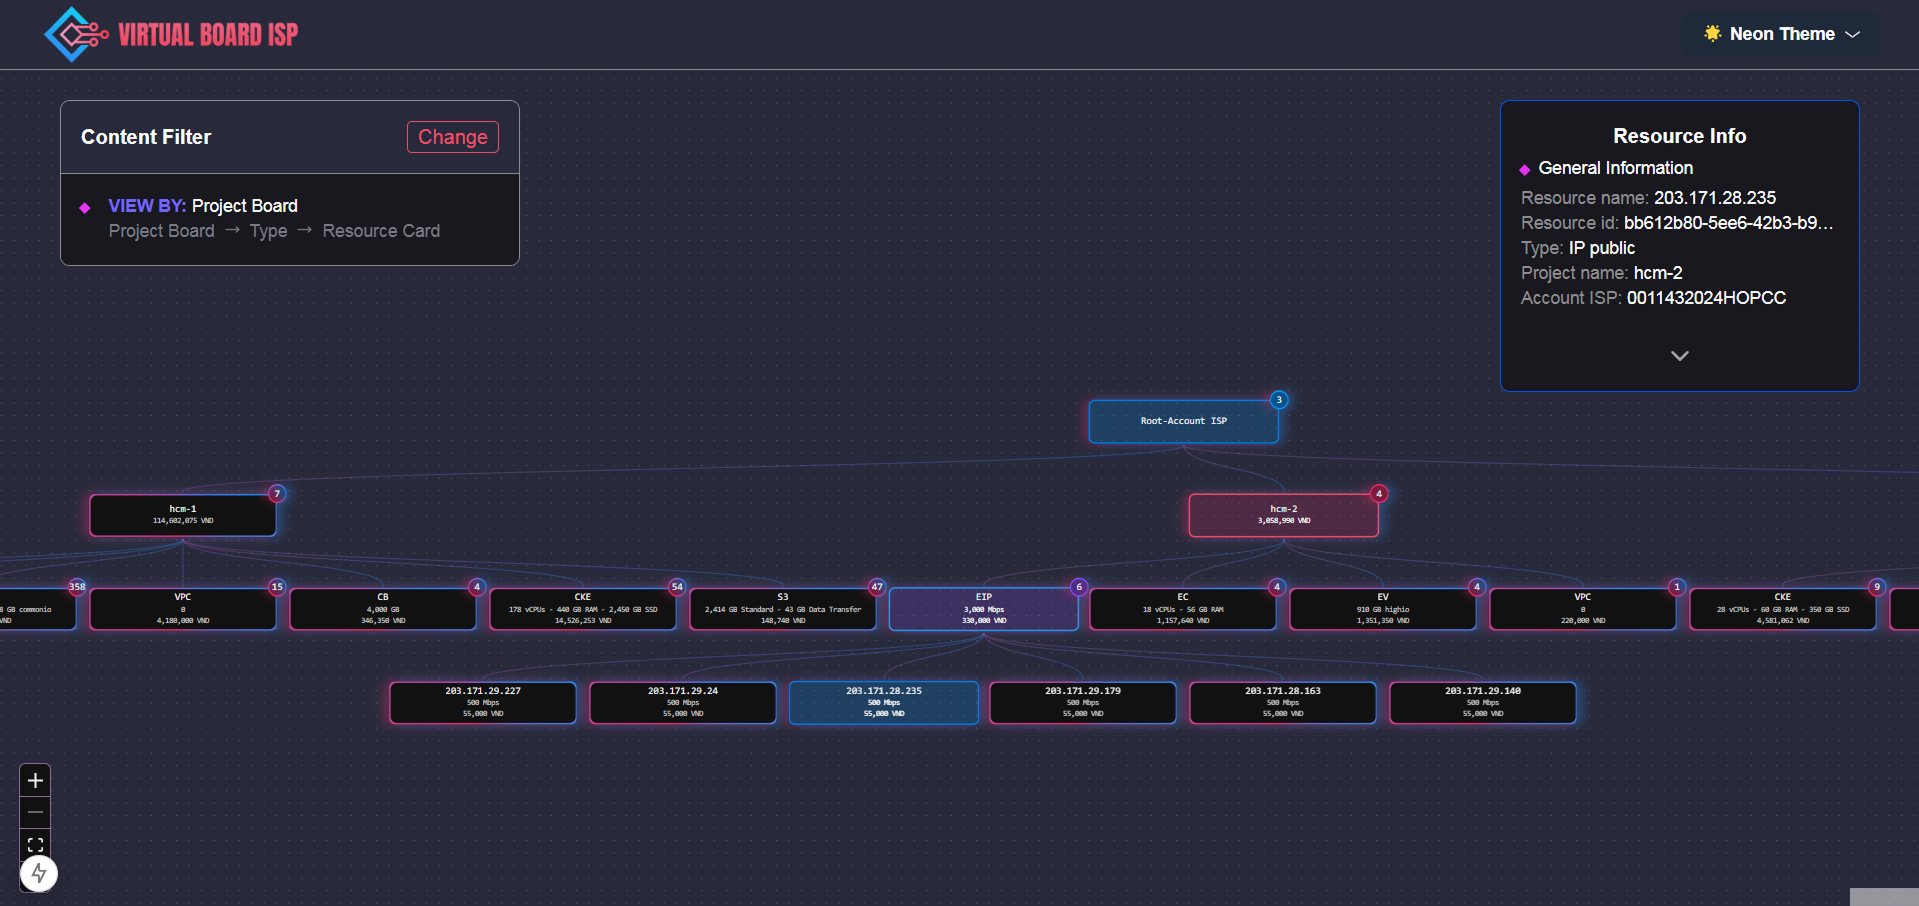 VIRTUAL BOARD ISP
Neon Theme
Content Filter
Change
VIEW BY: Project Board
Project Board → Type → Resource Card
Resource Info
General Information
Resource name: 203.171.28.235
Resource id: bb612b80-5ee6-42b3-b9...
Type: IP public
Project name: hcm-2
Account ISP: 0011432024HOPCC
3
Root-Account ISP
7
hcm-1
114,602,075 VND
4
hcm-2
3,058,990 VND
358
8 GB commonio
VND
15
VPC
0
4,180,000 VND
4
CB
4,000 GB
346,350 VND
54
CKE
178 vCPUs - 440 GB RAM - 2,450 GB SSD
14,526,253 VND
47
S3
2,414 GB Standard - 43 GB Data Transfer
148,740 VND
6
EIP
3,000 Mbps
330,000 VND
4
EC
18 vCPUs - 56 GB RAM
1,157,640 VND
4
EV
910 GB highio
1,351,350 VND
1
VPC
0
220,000 VND
9
CKE
28 vCPUs - 60 GB RAM - 350 GB SSD
4,581,062 VND
203.171.29.227
500 Mbps
55,000 VND
203.171.29.24
500 Mbps
55,000 VND
203.171.28.235
500 Mbps
55,000 VND
203.171.29.179
500 Mbps
55,000 VND
203.171.28.163
500 Mbps
55,000 VND
203.171.29.140
500 Mbps
55,000 VND